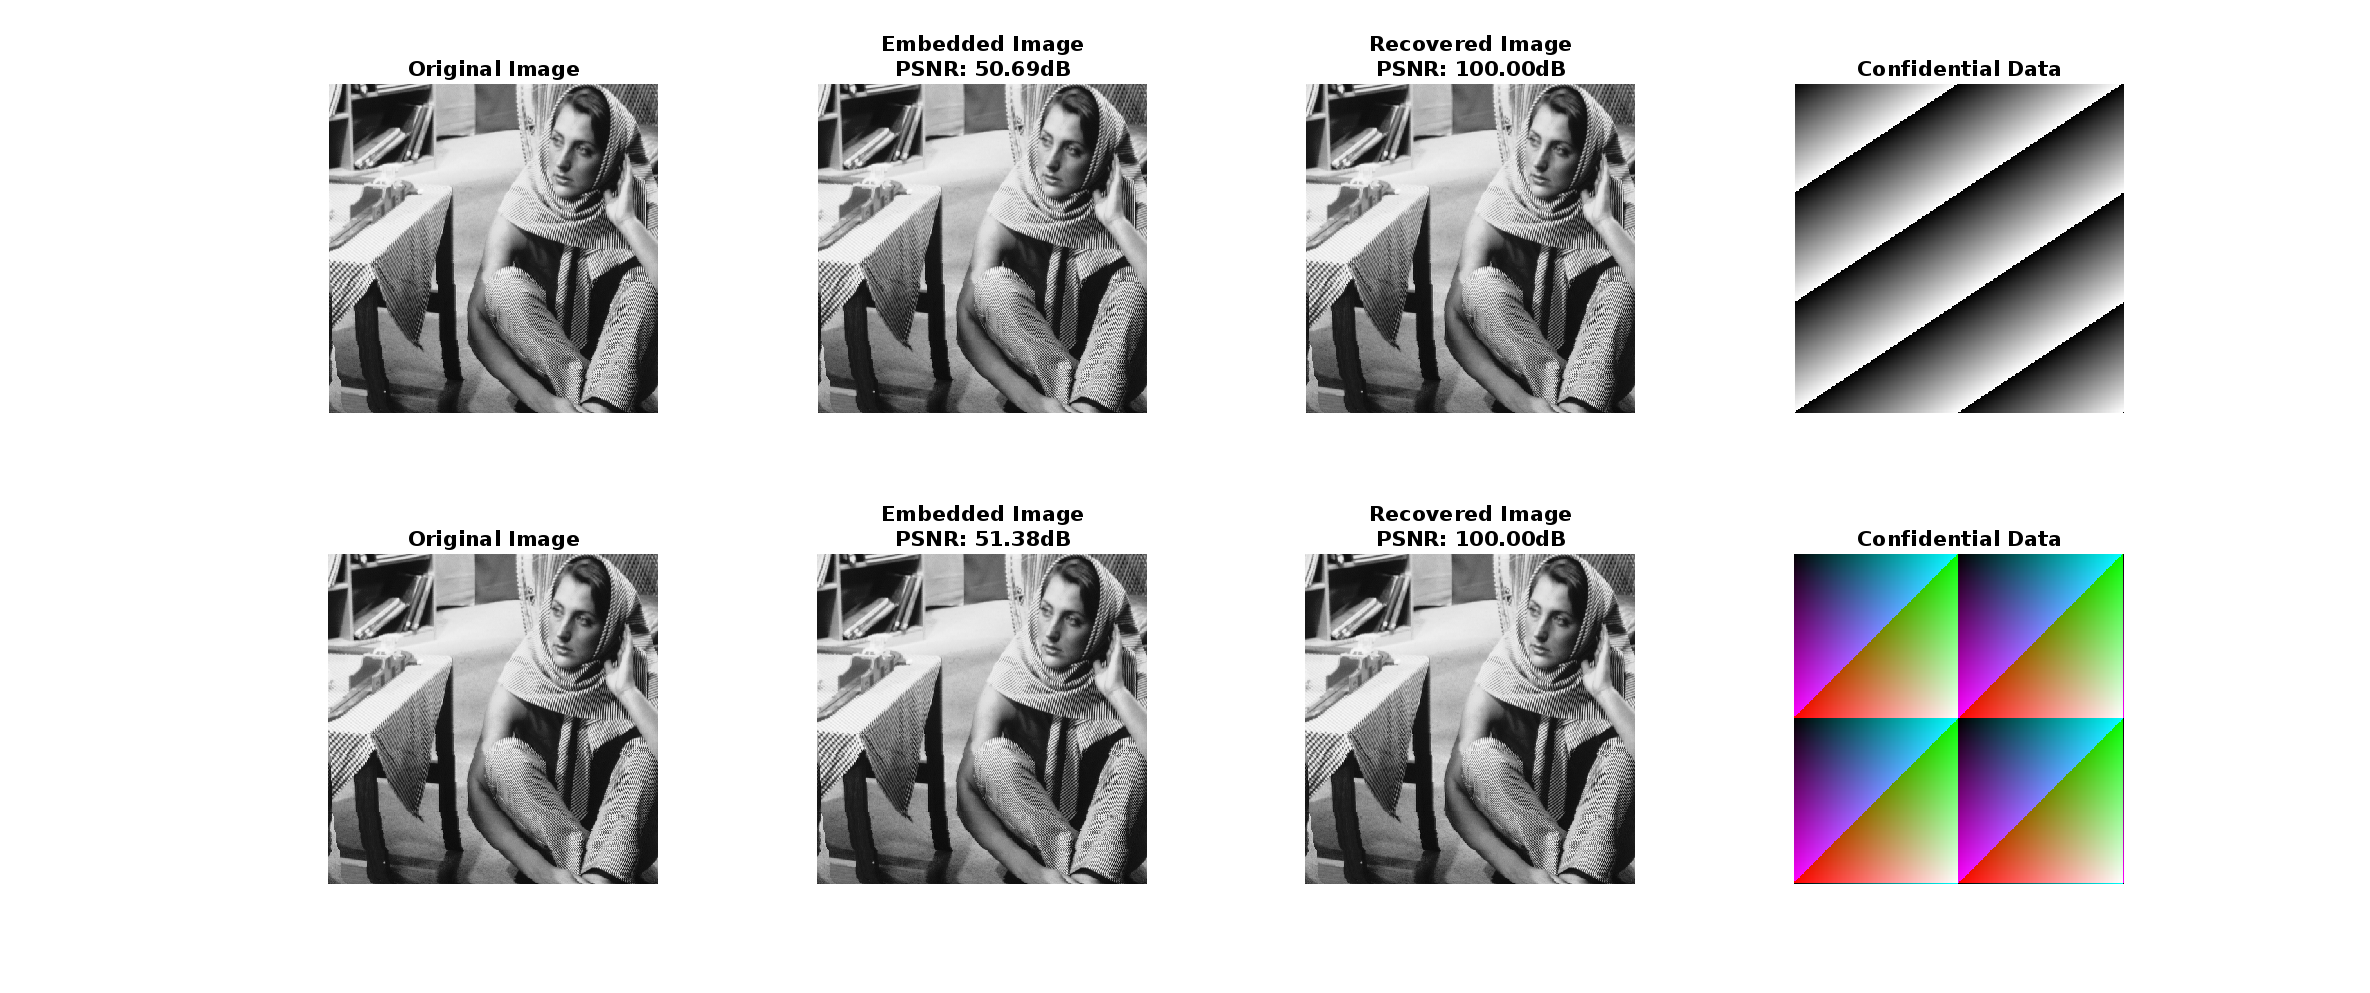 Original Image
Embedded Image
PSNR: 50.69dB
Recovered Image
PSNR: 100.00dB
Confidential Data
Original Image
Embedded Image
PSNR: 51.38dB
Recovered Image
PSNR: 100.00dB
Confidential Data